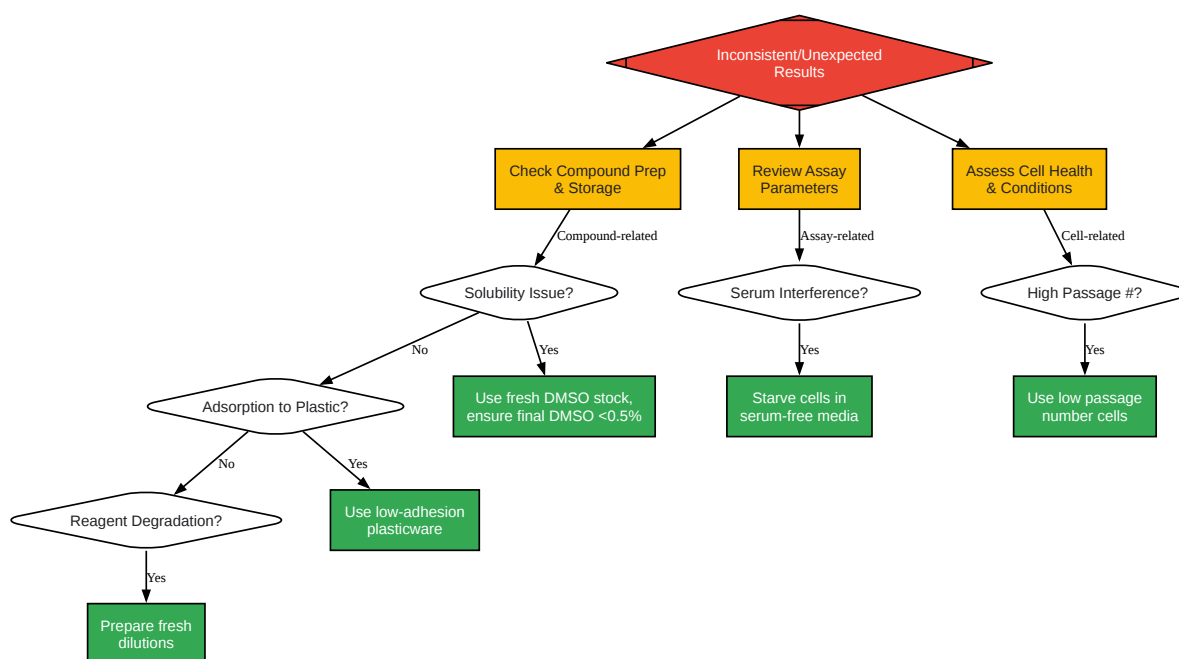 Inconsistent/Unexpected
Results
Check Compound Prep
& Storage
Review Assay
Parameters
Assess Cell Health
& Conditions
Compound-related
Assay-related
Cell-related
Solubility Issue?
Serum Interference?
High Passage #?
No
Yes
Yes
Yes
Adsorption to Plastic?
Use fresh DMSO stock,
ensure final DMSO <0.5%
Starve cells in
serum-free media
Use low passage
number cells
No
Yes
Reagent Degradation?
Use low-adhesion
plasticware
Yes
Prepare fresh
dilutions